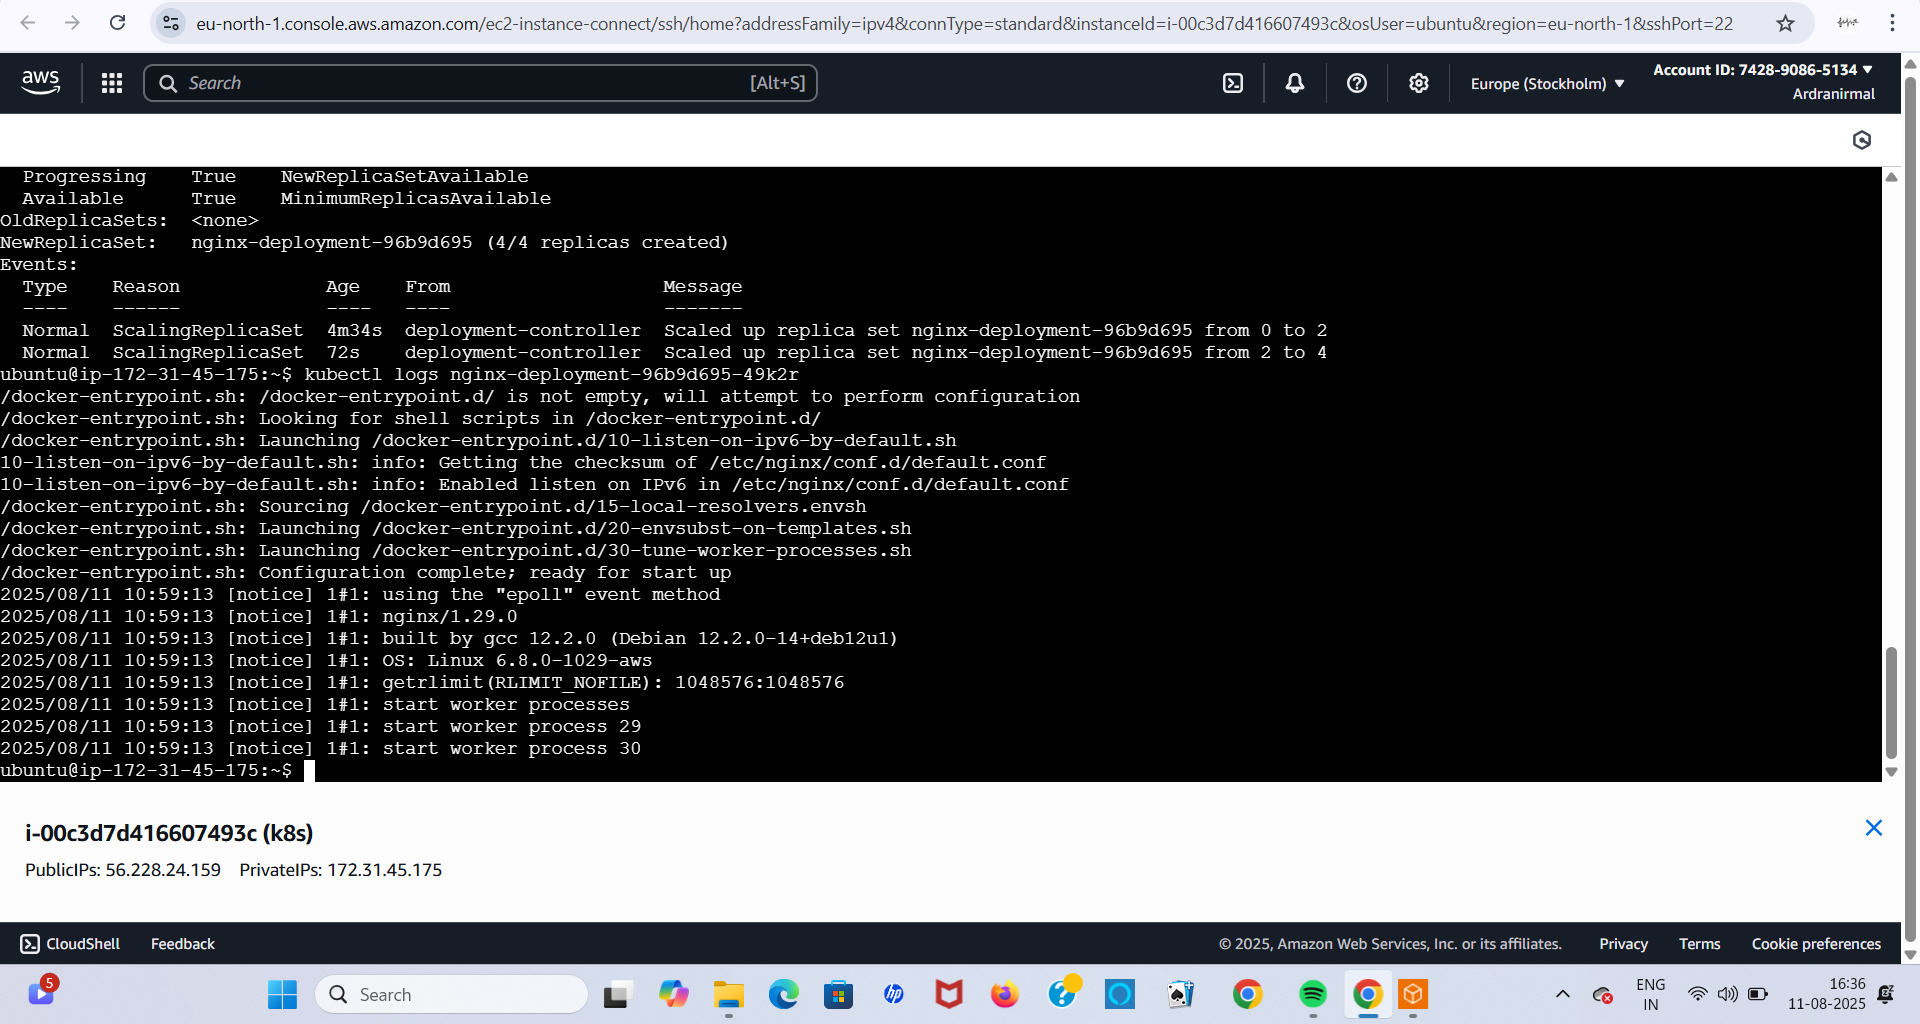 eu-north-1.console.aws.amazon.com/ec2-instance-connect/ssh/home?addressFamily=ipv4&connType=standard&instanceId=i-00c3d7d416607493c&osUser=ubuntu&region=eu-north-1&sshPort=22
aws
Search [Alt+S]
Europe (Stockholm)
Account ID: 7428-9086-5134
Ardranirmal
Progressing True NewReplicaSetAvailable
Available True MinimumReplicasAvailable
OldReplicaSets: <none>
NewReplicaSet: nginx-deployment-96b9d695 (4/4 replicas created)
Events:
Type Reason Age From Message
---- ------ ---- ---- -------
Normal ScalingReplicaSet 4m34s deployment-controller Scaled up replica set nginx-deployment-96b9d695 from 0 to 2
Normal ScalingReplicaSet 72s deployment-controller Scaled up replica set nginx-deployment-96b9d695 from 2 to 4
ubuntu@ip-172-31-45-175:~$ kubectl logs nginx-deployment-96b9d695-49k2r
/docker-entrypoint.sh: /docker-entrypoint.d/ is not empty, will attempt to perform configuration
/docker-entrypoint.sh: Looking for shell scripts in /docker-entrypoint.d/
/docker-entrypoint.sh: Launching /docker-entrypoint.d/10-listen-on-ipv6-by-default.sh
10-listen-on-ipv6-by-default.sh: info: Getting the checksum of /etc/nginx/conf.d/default.conf
10-listen-on-ipv6-by-default.sh: info: Enabled listen on IPv6 in /etc/nginx/conf.d/default.conf
/docker-entrypoint.sh: Sourcing /docker-entrypoint.d/15-local-resolvers.envsh
/docker-entrypoint.sh: Launching /docker-entrypoint.d/20-envsubst-on-templates.sh
/docker-entrypoint.sh: Launching /docker-entrypoint.d/30-tune-worker-processes.sh
/docker-entrypoint.sh: Configuration complete; ready for start up
2025/08/11 10:59:13 [notice] 1#1: using the "epoll" event method
2025/08/11 10:59:13 [notice] 1#1: nginx/1.29.0
2025/08/11 10:59:13 [notice] 1#1: built by gcc 12.2.0 (Debian 12.2.0-14+deb12u1)
2025/08/11 10:59:13 [notice] 1#1: OS: Linux 6.8.0-1029-aws
2025/08/11 10:59:13 [notice] 1#1: getrlimit(RLIMIT_NOFILE): 1048576:1048576
2025/08/11 10:59:13 [notice] 1#1: start worker processes
2025/08/11 10:59:13 [notice] 1#1: start worker process 29
2025/08/11 10:59:13 [notice] 1#1: start worker process 30
ubuntu@ip-172-31-45-175:~$
i-00c3d7d416607493c (k8s)
PublicIPs: 56.228.24.159 PrivateIPs: 172.31.45.175
CloudShell Feedback © 2025, Amazon Web Services, Inc. or its affiliates. Privacy Terms Cookie preferences
5
Search
hp
ENG
IN
16:36
11-08-2025